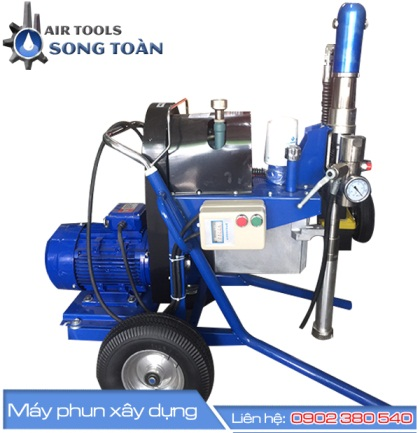 AIR TOOLS
SONG TOÀN
Máy phun xây dựng
Liên hệ: 0902 380 540